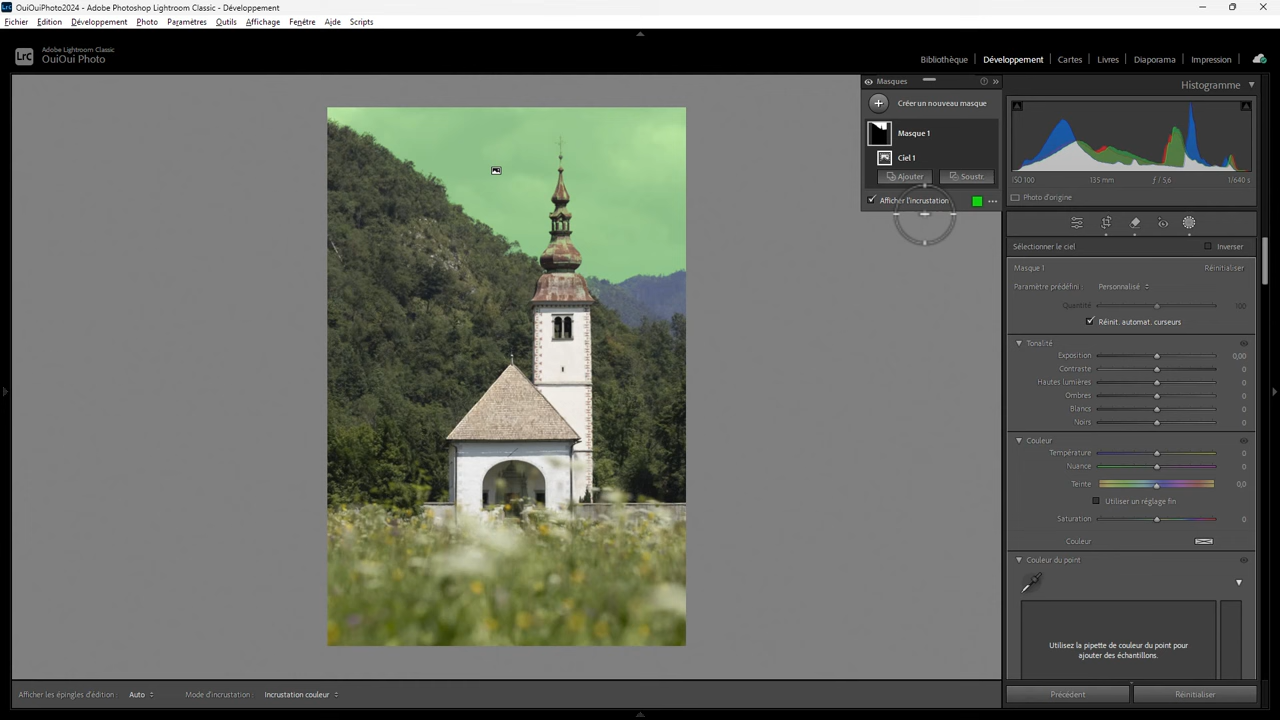 OuiOuiPhoto2024 - Adobe Photoshop Lightroom Classic - Développement
Fichier Edition Développement Photo Paramètres Outils Affichage Fenêtre Aide Scripts
Lrc
Adobe Lightroom Classic
OuiOui Photo
Bibliothèque Développement Cartes Livres Diaporama Impression
Masques
Créer un nouveau masque
Masque 1
Ciel 1
Ajouter Soustr.
Afficher l'incrustation
Histogramme
ISO 100 135 mm ƒ / 5,6 1/640 s
Photo d'origine
Sélectionner le ciel Inverser
Masque 1 Réinitialiser
Paramètre prédéfini : Personnalisé
Quantité 100
Réinit. automat. curseurs
Tonalité
Exposition 0,00
Contraste 0
Hautes lumières 0
Ombres 0
Blancs 0
Noirs 0
Couleur
Température 0
Nuance 0
Teinte 0,0
Utiliser un réglage fin
Saturation 0
Couleur
Couleur du point
Utilisez la pipette de couleur du point pour
ajouter des échantillons.
Afficher les épingles d'édition : Auto Mode d'incrustation : Incrustation couleur
Précédent Réinitialiser